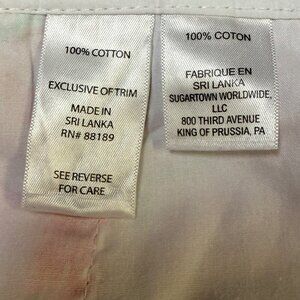 100% COTTON
EXCLUSIVE OF TRIM
MADE IN
SRI LANKA
RN# 88189
SEE REVERSE
FOR CARE
100% COTON
FABRIQUE EN
SRI LANKA
SUGARTOWN WORLDWIDE,
LLC
800 THIRD AVENUE
KING OF PRUSSIA, PA